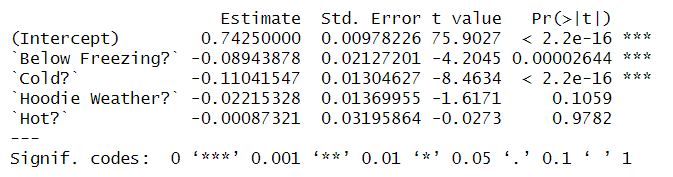 Estimate Std. Error t value Pr(>|t|)
(Intercept) 0.74250000 0.00978226 75.9027 < 2.2e-16 ***
`Below Freezing?` -0.08943878 0.02127201 -4.2045 0.00002644 ***
`Cold?` -0.11041547 0.01304627 -8.4634 < 2.2e-16 ***
`Hoodie Weather?` -0.02215328 0.01369955 -1.6171 0.1059
`Hot?` -0.00087321 0.03195864 -0.0273 0.9782
---
Signif. codes: 0 ‘***’ 0.001 ‘**’ 0.01 ‘*’ 0.05 ‘.’ 0.1 ‘ ’ 1